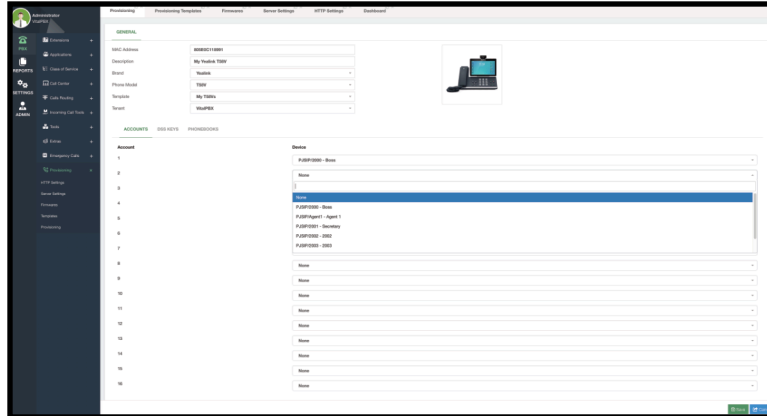 Administrator
VitalPBX
Provisioning
Provisioning Templates
Firmwares
Server Settings
HTTP Settings
Dashboard
PBX
REPORTS
SETTINGS
ADMIN
Extensions
Applications
Class of Service
Call Center
Calls Routing
Incoming Call Tools
Tools
Extras
Emergency Calls
Provisioning
HTTP Settings
Server Settings
Firmwares
Templates
Provisioning
GENERAL
MAC Address
Description My Yealink T58V
Brand Yealink
Phone Model T58V
Template My T58Vs
Tenant VitalPBX
ACCOUNTS DSS KEYS PHONEBOOKS
Account Device
1 PJSIP/2000 - Boss
2 None
3
None
4 PJSIP/2000 - Boss
5 PJSIP/Agent1 - Agent 1
PJSIP/2001 - Secretary
6 PJSIP/2002 - 2002
7 PJSIP/2003 - 2003
8 None
9 None
10 None
11 None
12 None
13 None
14 None
15 None
16 None
Save